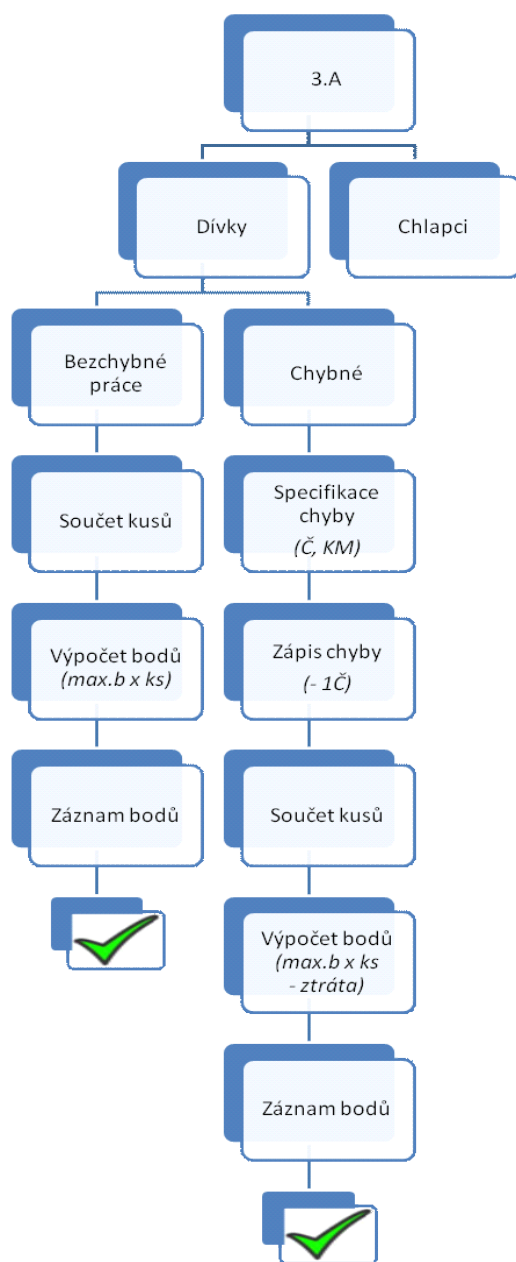 3.A
Dívky
Chlapci
Bezchybné
práce
Chybné
Součet kusů
Specifikace
chyby
(Č, KM)
Výpočet bodů
(max.b x ks)
Zápis chyby
(- 1Č)
Záznam bodů
Součet kusů
Výpočet bodů
(max.b x ks
- ztráta)
Záznam bodů